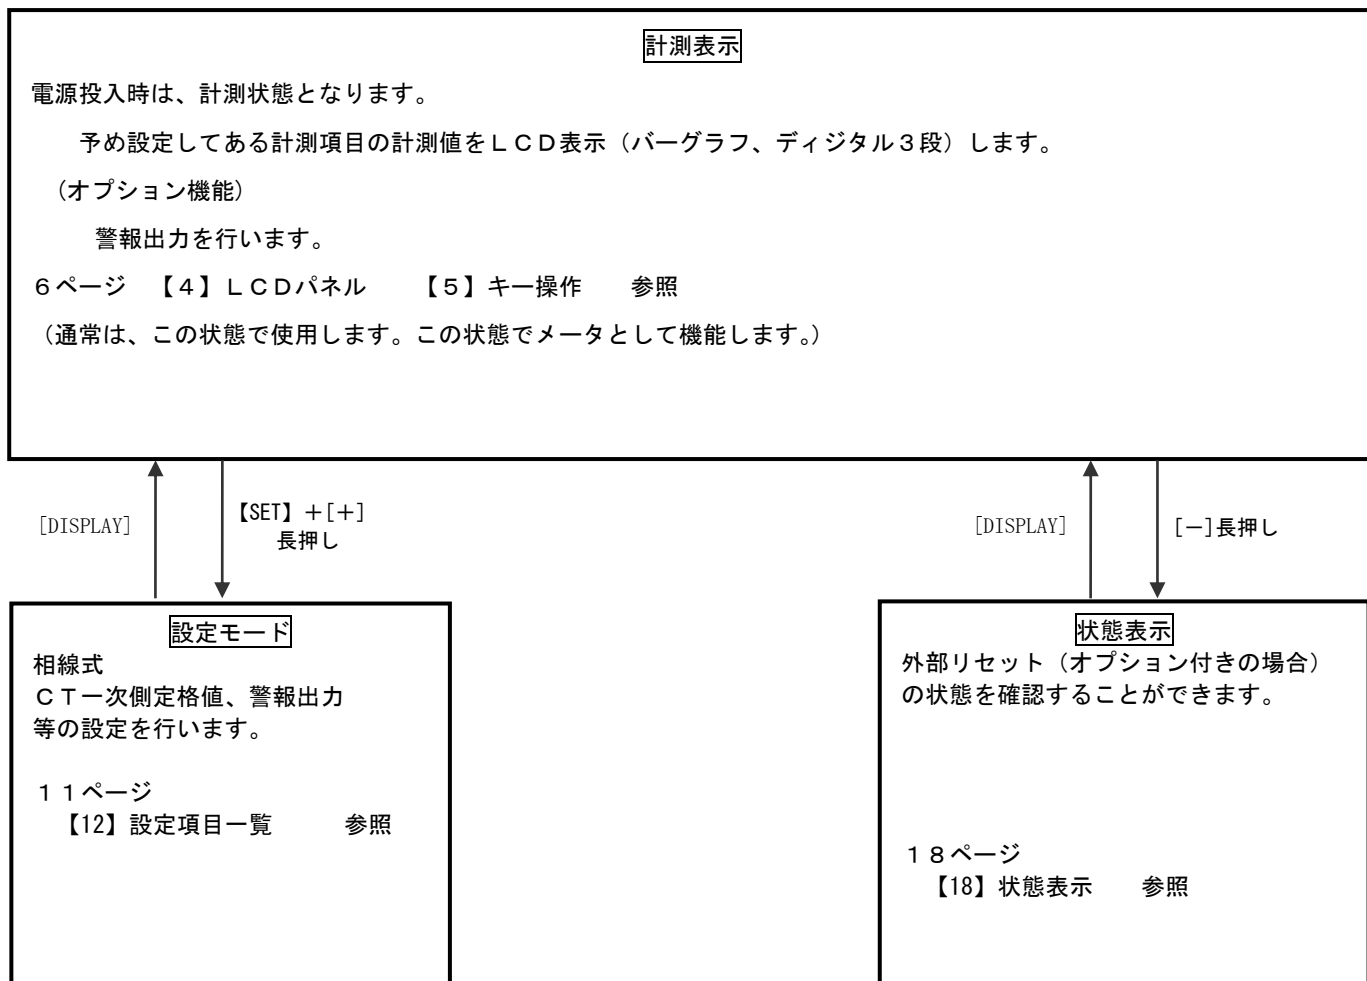 計測表示
電源投入時は、計測状態となります。
予め設定してある計測項目の計測値をＬＣＤ表示（バーグラフ、ディジタル３段）します。
（オプション機能）
警報出力を行います。
６ページ　【４】ＬＣＤパネル　　【５】キー操作　　参照
（通常は、この状態で使用します。この状態でメータとして機能します。）
[DISPLAY]
【SET】＋[＋]
長押し
[DISPLAY]
[－]長押し
設定モード
相線式
ＣＴ一次側定格値、警報出力
等の設定を行います。
１１ページ
【12】設定項目一覧　　　参照
状態表示
外部リセット（オプション付きの場合）
の状態を確認することができます。
１８ページ
【18】状態表示　　参照